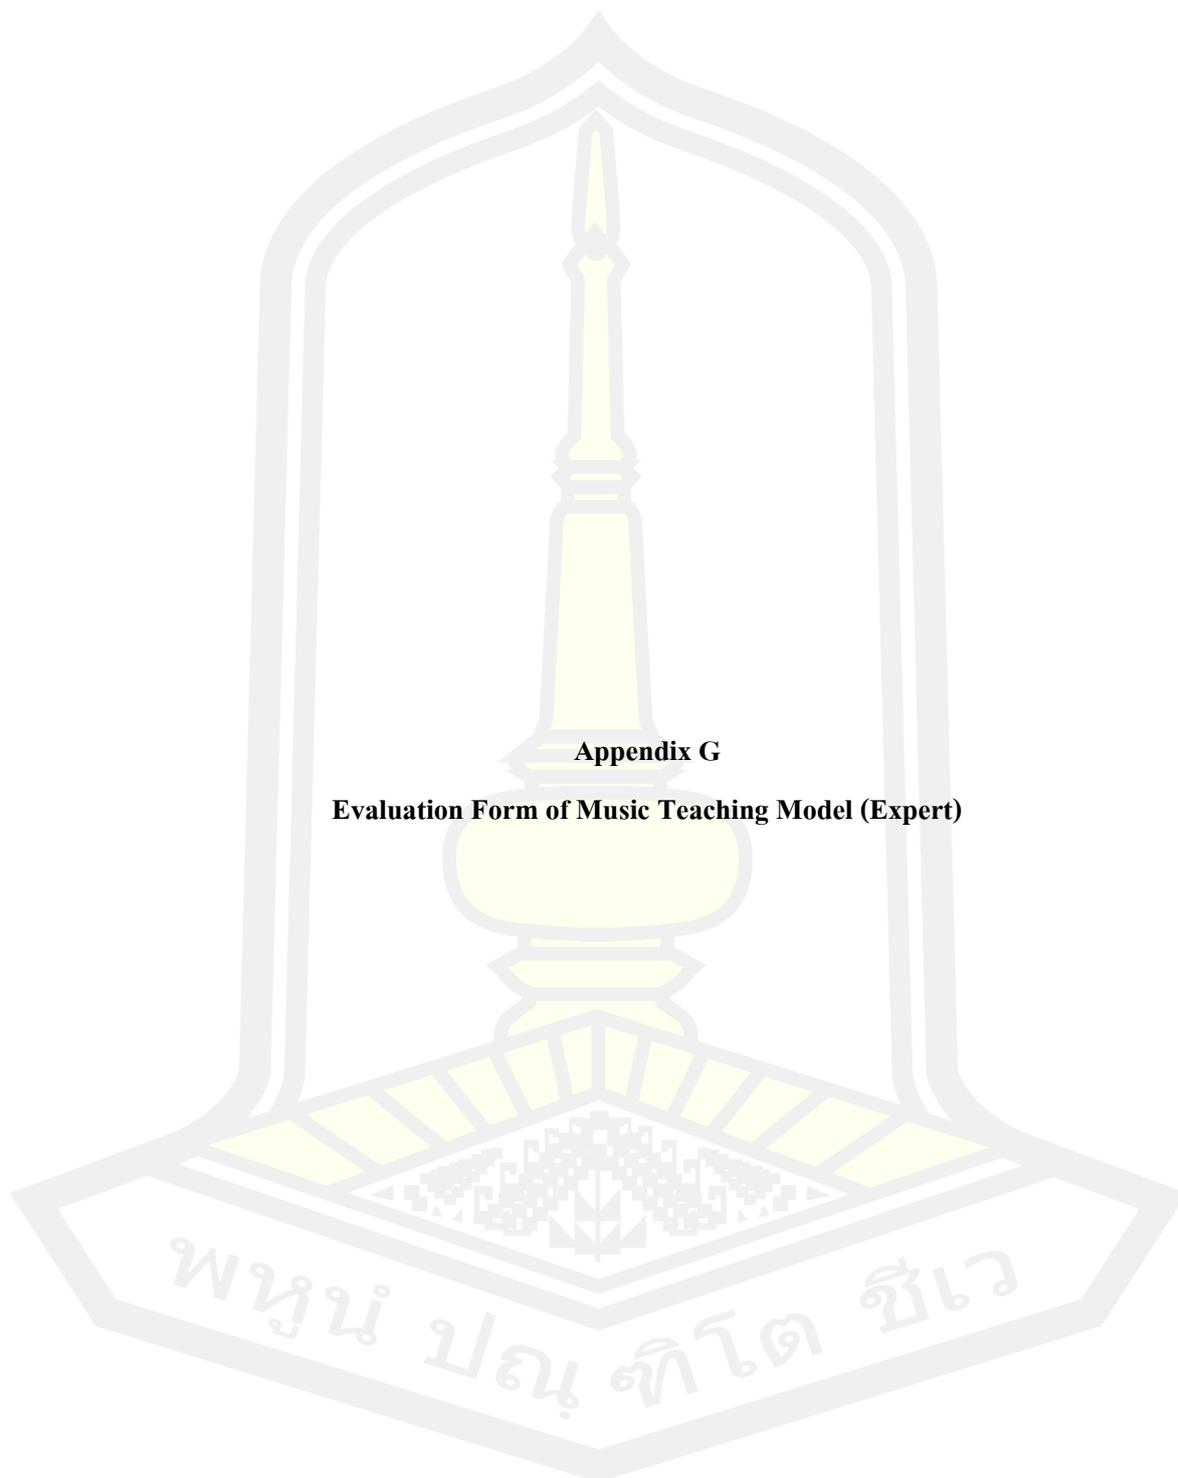 Appendix G
Evaluation Form of Music Teaching Model (Expert)
พหูนํ ปณฺฑิโต ชีเว